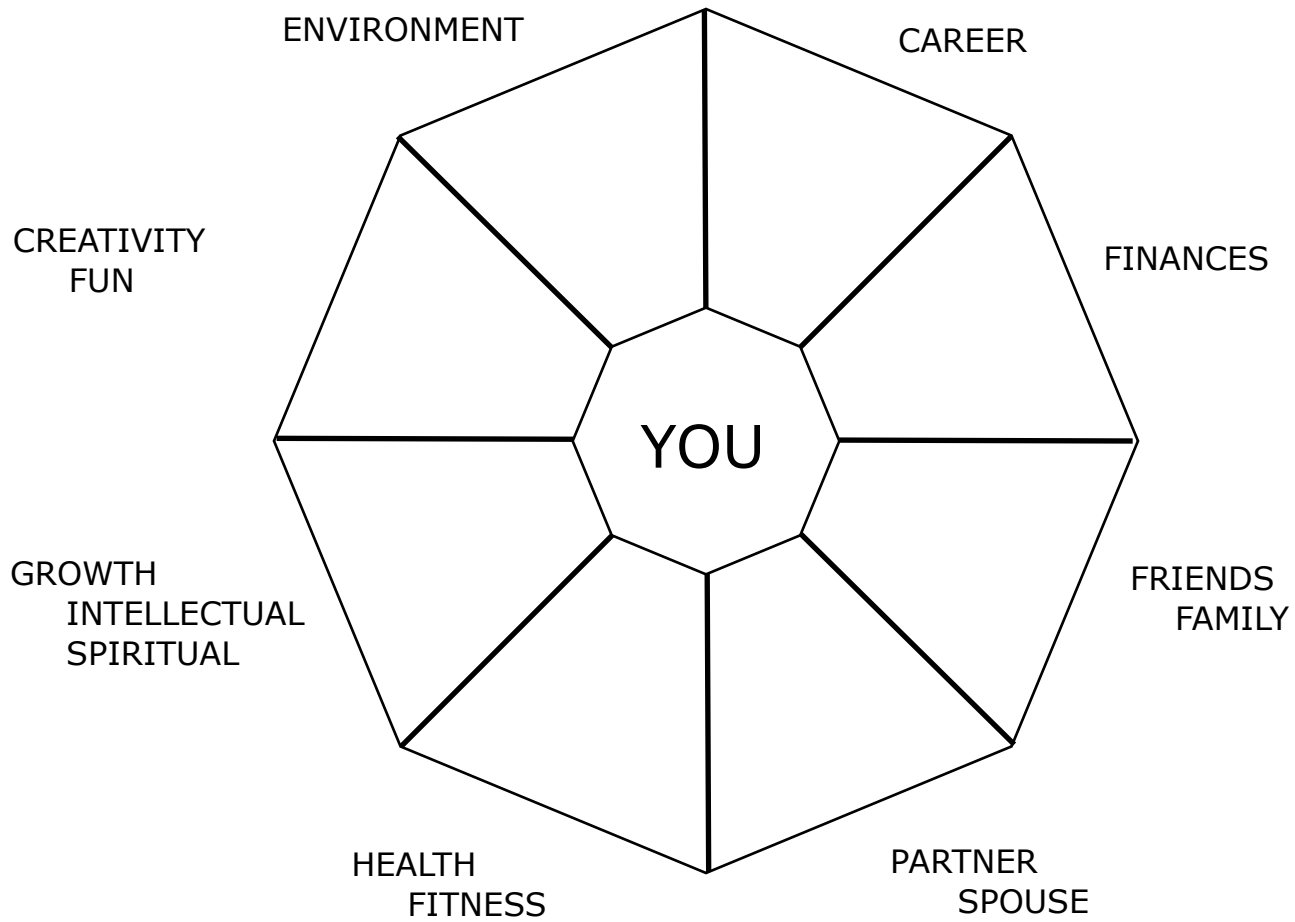 ENVIRONMENT
CAREER
CREATIVITY
FUN
FINANCES
YOU
GROWTH
INTELLECTUAL
SPIRITUAL
FRIENDS
FAMILY
HEALTH
FITNESS
PARTNER
SPOUSE